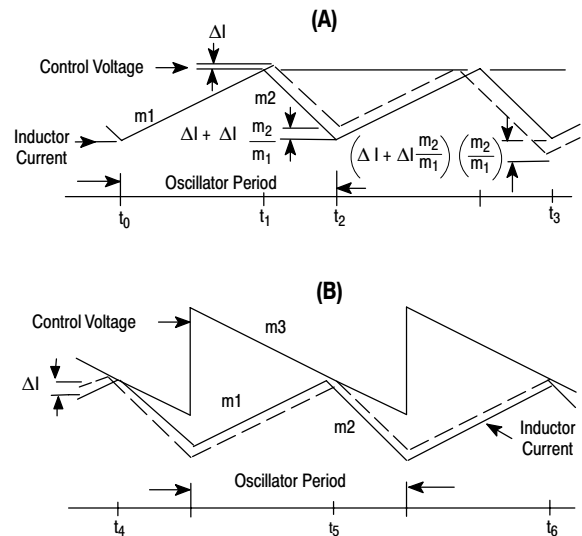 (A)
ΔI
Control Voltage
m1
m2
Inductor
Current
ΔI + ΔI m2/m1
(ΔI + ΔI m2/m1) (m2/m1)
Oscillator Period
t0
t1
t2
t3
(B)
Control Voltage
m3
ΔI
m1
m2
Inductor
Current
Oscillator Period
t4
t5
t6